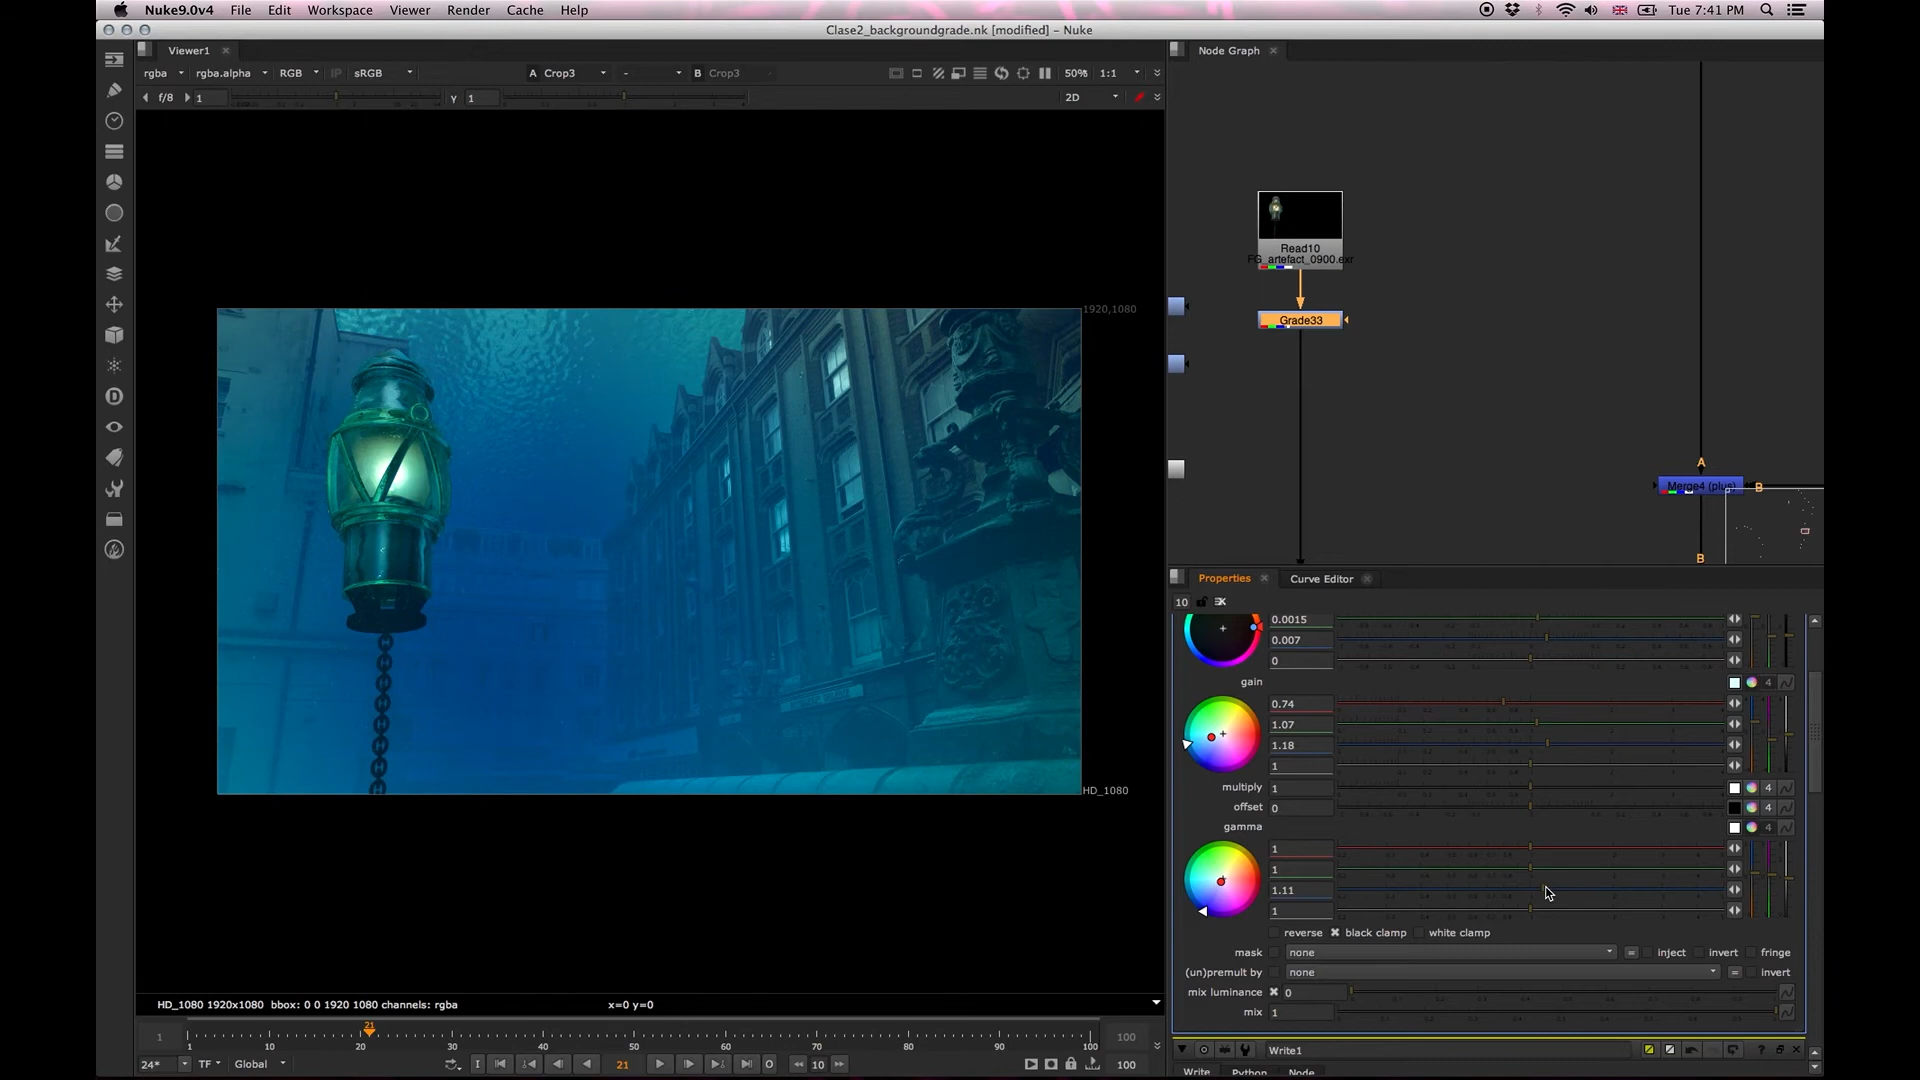 Nuke9.0v4 File Edit Workspace Viewer Render Cache Help Tue 7:41 PM
Clase2_backgroundgrade.nk [modified] – Nuke
Viewer1
rgba rgba.alpha RGB IP sRGB A Crop3 - B Crop3 50% 1:1
f/8 1 γ 1 2D
1920,1080
HD_1080
HD_1080 1920x1080 bbox: 0 0 1920 1080 channels: rgba x=0 y=0
21
1 10 20 30 40 50 60 70 80 90 100 100
24* TF Global I 21 O 10 100
Node Graph
Read10
FG_artefact_0900.exr
Grade33
A
Merge4 (plus) B
B
Properties Curve Editor
10
0.0015
0.007
0
gain 4
0.74
1.07
1.18
1
multiply 1 4
offset 0 4
gamma 4
1
1
1.11
1
reverse black clamp white clamp
mask none = inject invert fringe
(un)premult by none = invert
mix luminance 0
mix 1
Write1 ?
Write Python Node